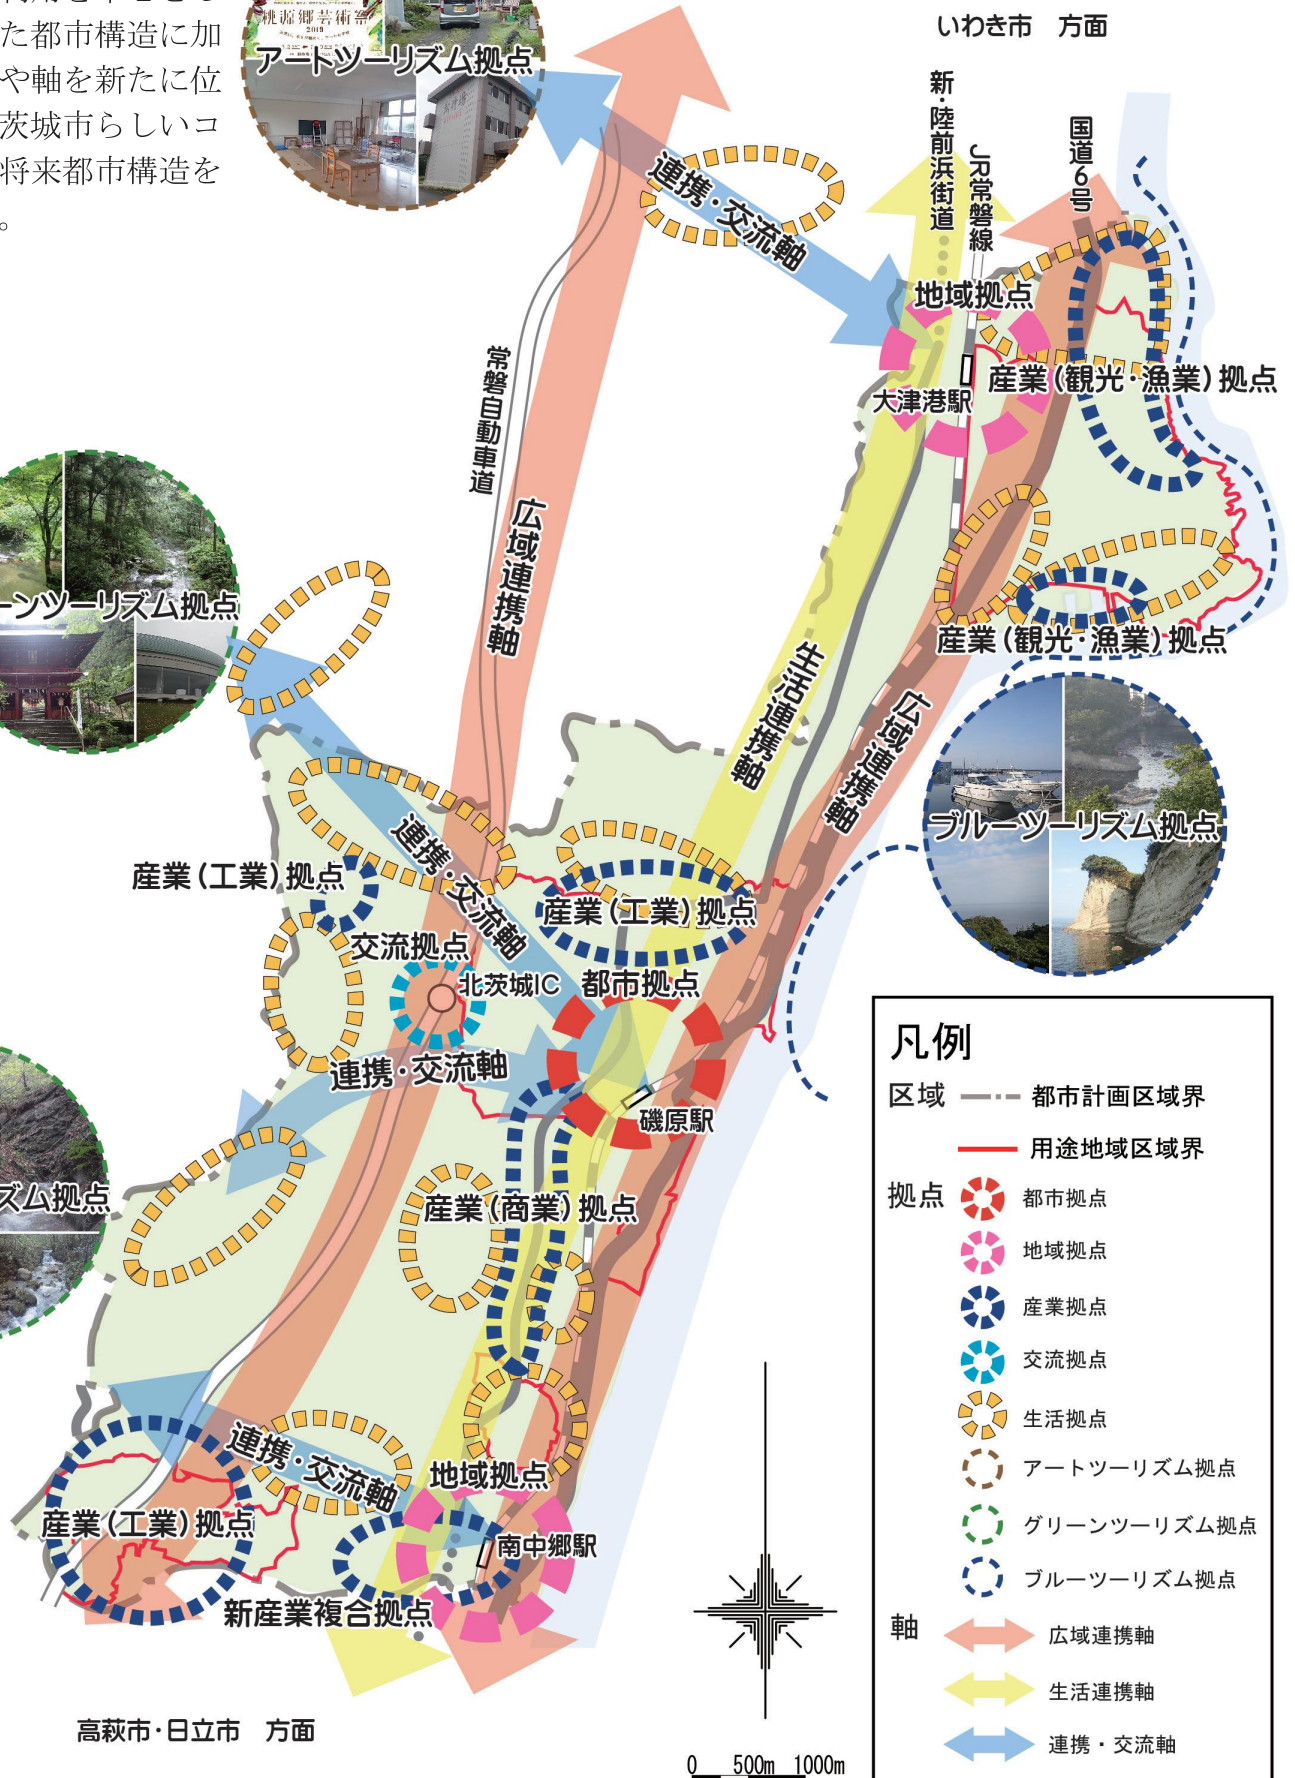 た都市構造に加
や軸を新たに位
茨城市らしいコ
将来都市構造を
。
桃源郷芸術祭
2019
アートツーリズム拠点
いわき市　方面
新・陸前浜街道
JR常磐線
国道6号
連携・交流軸
地域拠点
大津港駅
産業(観光・漁業)拠点
常磐自動車道
広域連携軸
ーンツーリズム拠点
産業(観光・漁業)拠点
生活連携軸
広域連携軸
ブルーツーリズム拠点
連携・交流軸
産業(工業)拠点
産業(工業)拠点
交流拠点
北茨城IC
都市拠点
連携・交流軸
磯原駅
ズム拠点
産業(商業)拠点
連携・交流軸
地域拠点
産業(工業)拠点
南中郷駅
新産業複合拠点
高萩市・日立市　方面
0　500m　1000m
凡例
区域
都市計画区域界
用途地域区域界
拠点
都市拠点
地域拠点
産業拠点
交流拠点
生活拠点
アートツーリズム拠点
グリーンツーリズム拠点
ブルーツーリズム拠点
軸
広域連携軸
生活連携軸
連携・交流軸